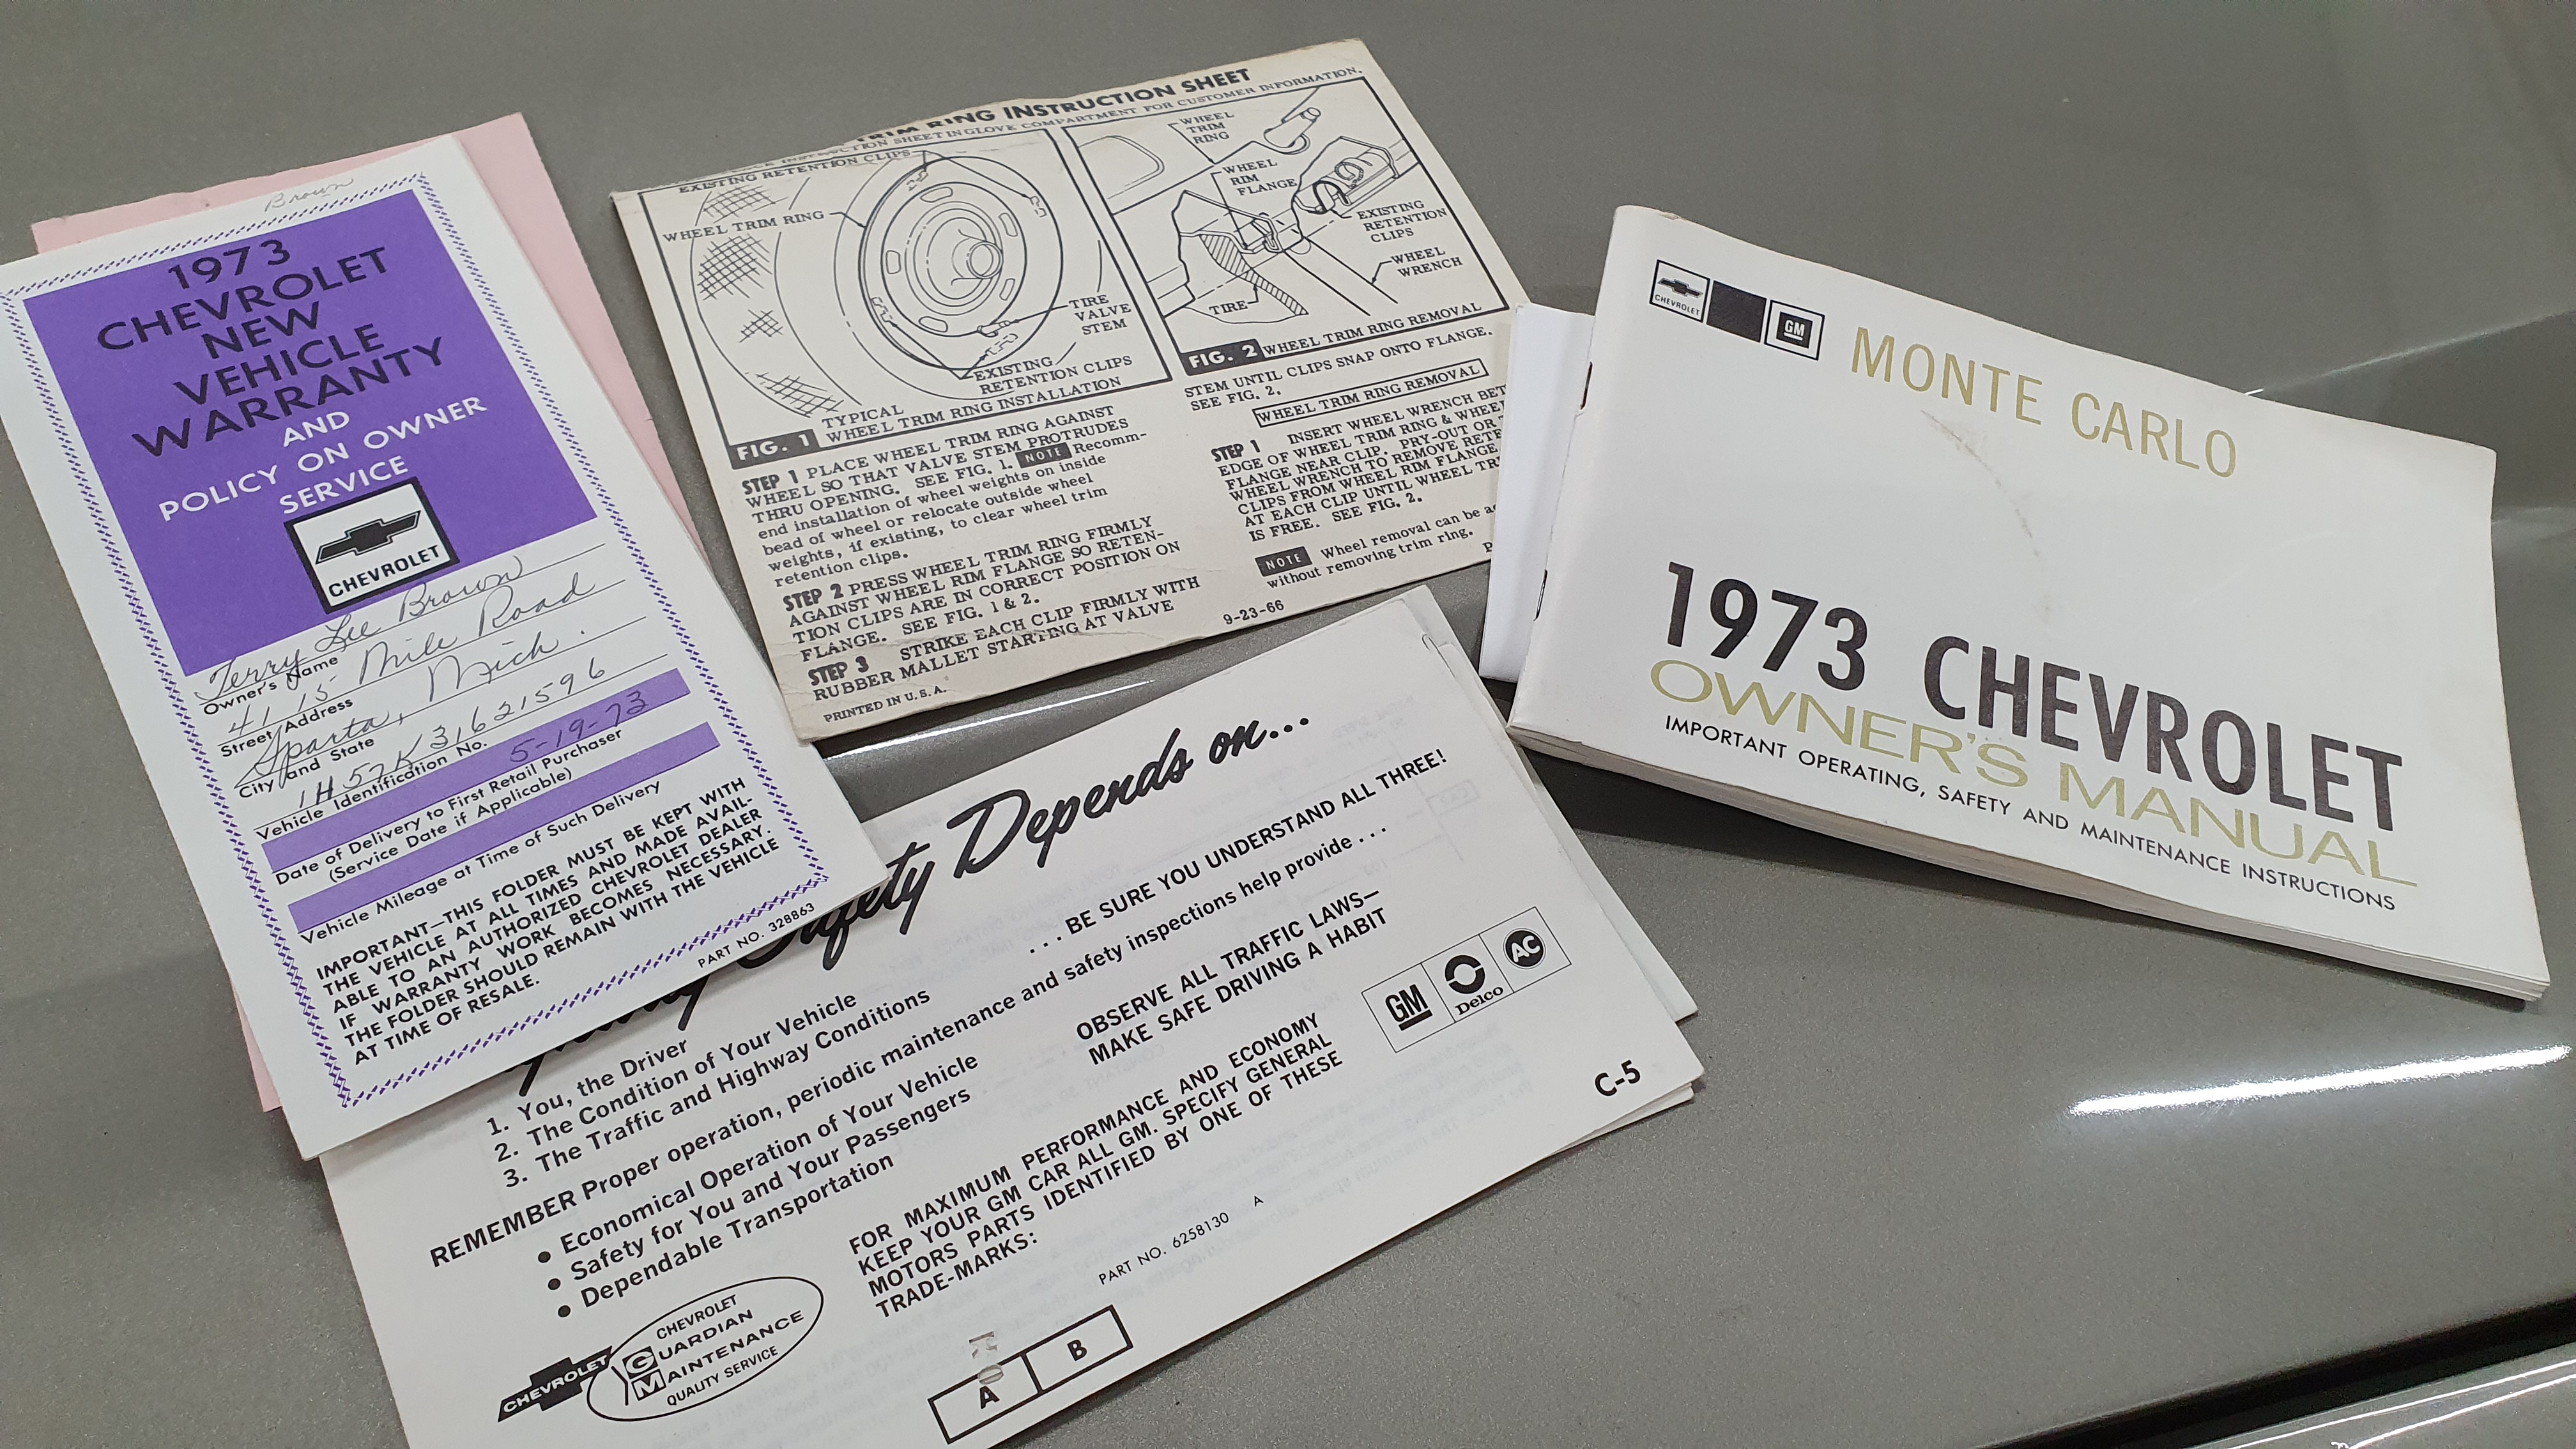 Brown
1973
CHEVROLET
NEW
VEHICLE
WARRANTY
AND
POLICY ON OWNER
SERVICE
CHEVROLET
Terry Lee Brown
Owner's Name
41 15 Mile Road
Street Address
Sparta, Mich.
City and State
1H57K3,621596
Vehicle Identification No.
5-19-73
Date of Delivery to First Retail Purchaser
(Service Date if Applicable)
Vehicle Mileage at Time of Such Delivery
IMPORTANT—THIS FOLDER MUST BE KEPT WITH
THE VEHICLE AT ALL TIMES AND MADE AVAIL-
ABLE TO AN AUTHORIZED CHEVROLET DEALER
IF WARRANTY WORK BECOMES NECESSARY.
THE FOLDER SHOULD REMAIN WITH THE VEHICLE
AT TIME OF RESALE.
PART NO. 328863
TRIM RING INSTRUCTION SHEET
INSTRUCTION SHEET IN GLOVE COMPARTMENT FOR CUSTOMER INFORMATION.
EXISTING RETENTION CLIPS
WHEEL TRIM RING
TIRE
VALVE
STEM
EXISTING
RETENTION CLIPS
FIG. 1 TYPICAL
WHEEL TRIM RING INSTALLATION
STEP 1 PLACE WHEEL TRIM RING AGAINST
WHEEL SO THAT VALVE STEM PROTRUDES
THRU OPENING. SEE FIG. 1. NOTE Recomm-
end installation of wheel weights on inside
bead of wheel or relocate outside wheel
weights, if existing, to clear wheel trim
retention clips.
STEP 2 PRESS WHEEL TRIM RING FIRMLY
AGAINST WHEEL RIM FLANGE SO RETEN-
TION CLIPS ARE IN CORRECT POSITION ON
FLANGE. SEE FIG. 1 & 2.
STEP 3 STRIKE EACH CLIP FIRMLY WITH
RUBBER MALLET STARTING AT VALVE
PRINTED IN U.S.A.
WHEEL
TRIM
RING
WHEEL
RIM
FLANGE
EXISTING
RETENTION
CLIPS
WHEEL
WRENCH
TIRE
FIG. 2 WHEEL TRIM RING REMOVAL
STEM UNTIL CLIPS SNAP ONTO FLANGE.
SEE FIG. 2.
WHEEL TRIM RING REMOVAL
STEP 1 INSERT WHEEL WRENCH BET
EDGE OF WHEEL TRIM RING & WHEE
FLANGE NEAR CLIP. PRY-OUT OR
WHEEL WRENCH TO REMOVE RETE
CLIPS FROM WHEEL RIM FLANGE
AT EACH CLIP UNTIL WHEEL TR
IS FREE. SEE FIG. 2.
NOTE Wheel removal can be
without removing trim ring.
9-23-66
CHEVROLET
GM
MONTE CARLO
1973 CHEVROLET
OWNER'S MANUAL
IMPORTANT OPERATING, SAFETY AND MAINTENANCE INSTRUCTIONS
Safety Depends on...
...BE SURE YOU UNDERSTAND ALL THREE!
1. You, the Driver
2. The Condition of Your Vehicle
3. The Traffic and Highway Conditions
REMEMBER Proper operation, periodic maintenance and safety inspections help provide...
• Economical Operation of Your Vehicle
• Safety for You and Your Passengers
• Dependable Transportation
OBSERVE ALL TRAFFIC LAWS—
MAKE SAFE DRIVING A HABIT
FOR MAXIMUM PERFORMANCE AND ECONOMY
KEEP YOUR GM CAR ALL GM. SPECIFY GENERAL
MOTORS PARTS IDENTIFIED BY ONE OF THESE
TRADE-MARKS:
GM
Delco
AC
C-5
PART NO. 6258130 A
CHEVROLET
CHEVROLET
GUARDIAN
MAINTENANCE
QUALITY SERVICE
A B